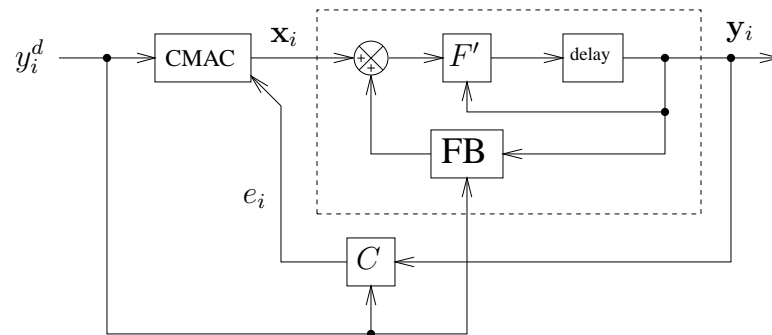 y_i^d
CMAC
x_i
+
+
F′
delay
y_i
FB
e_i
C